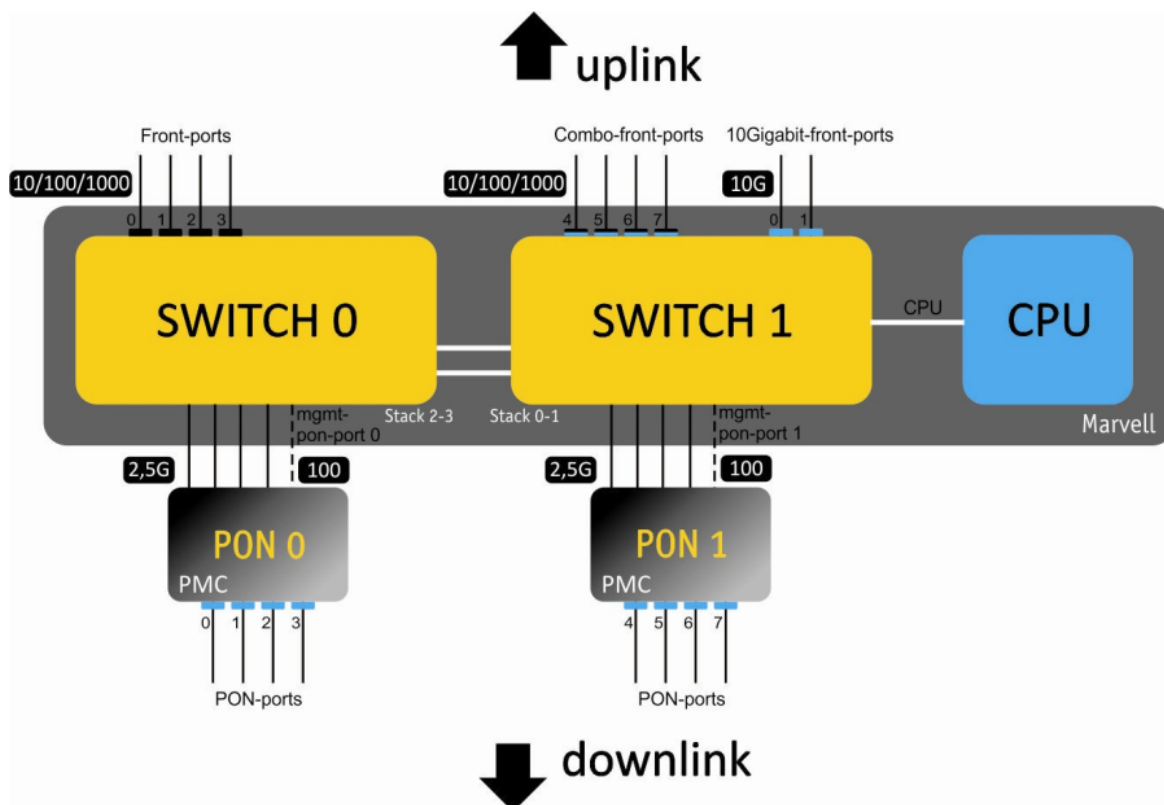 uplink
Front-ports
Combo-front-ports
10Gigabit-front-ports
10/100/1000
10/100/1000
10G
0 1 2 3
4 5 6 7
0 1
SWITCH 0
SWITCH 1
CPU
CPU
mgmt-
pon-port 0
Stack 2-3
Stack 0-1
mgmt-
pon-port 1
Marvell
2,5G
100
2,5G
100
PON 0
PMC
PON 1
PMC
0 1 2 3
4 5 6 7
PON-ports
PON-ports
downlink